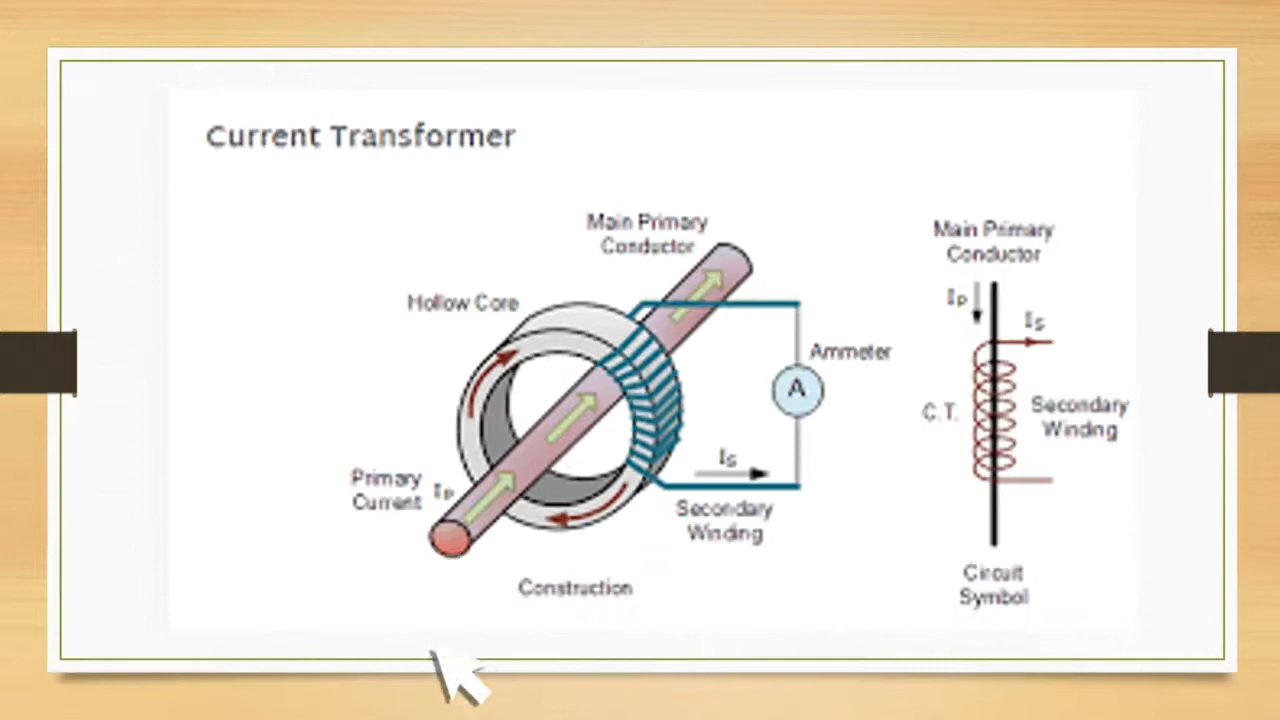 Current Transformer
Main Primary
Conductor
Hollow Core
Ammeter
A
Primary
Current
Ip
Is
Secondary
Winding
Construction
Main Primary
Conductor
Ip
Is
C.T.
Secondary
Winding
Circuit
Symbol